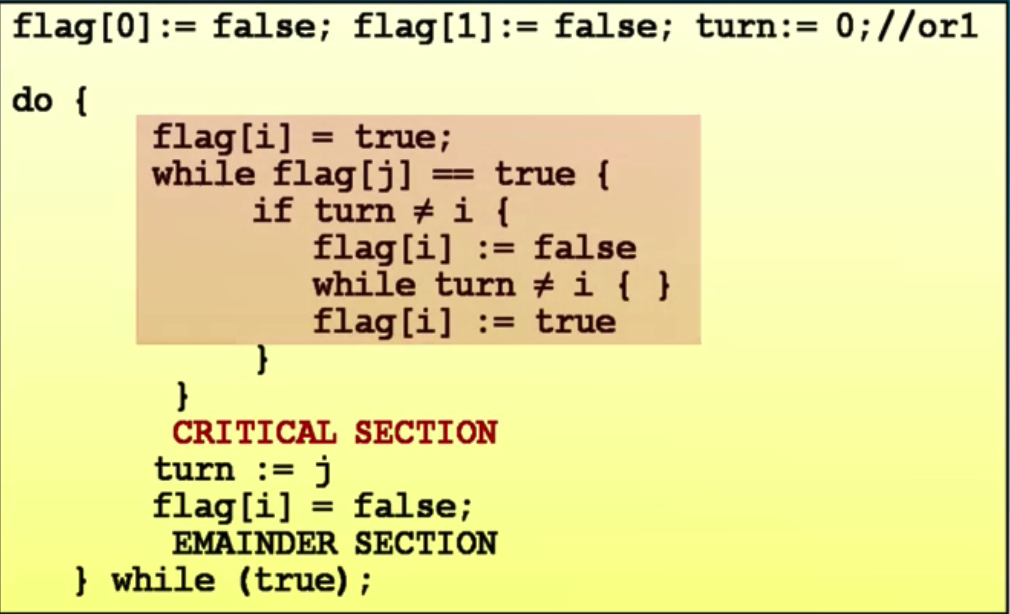 flag[0]:= false; flag[1]:= false; turn:= 0;//or1
do {
flag[i] = true;
while flag[j] == true {
if turn ≠ i {
flag[i] := false
while turn ≠ i { }
flag[i] := true
}
}
CRITICAL SECTION
turn := j
flag[i] = false;
EMAINDER SECTION
} while (true);